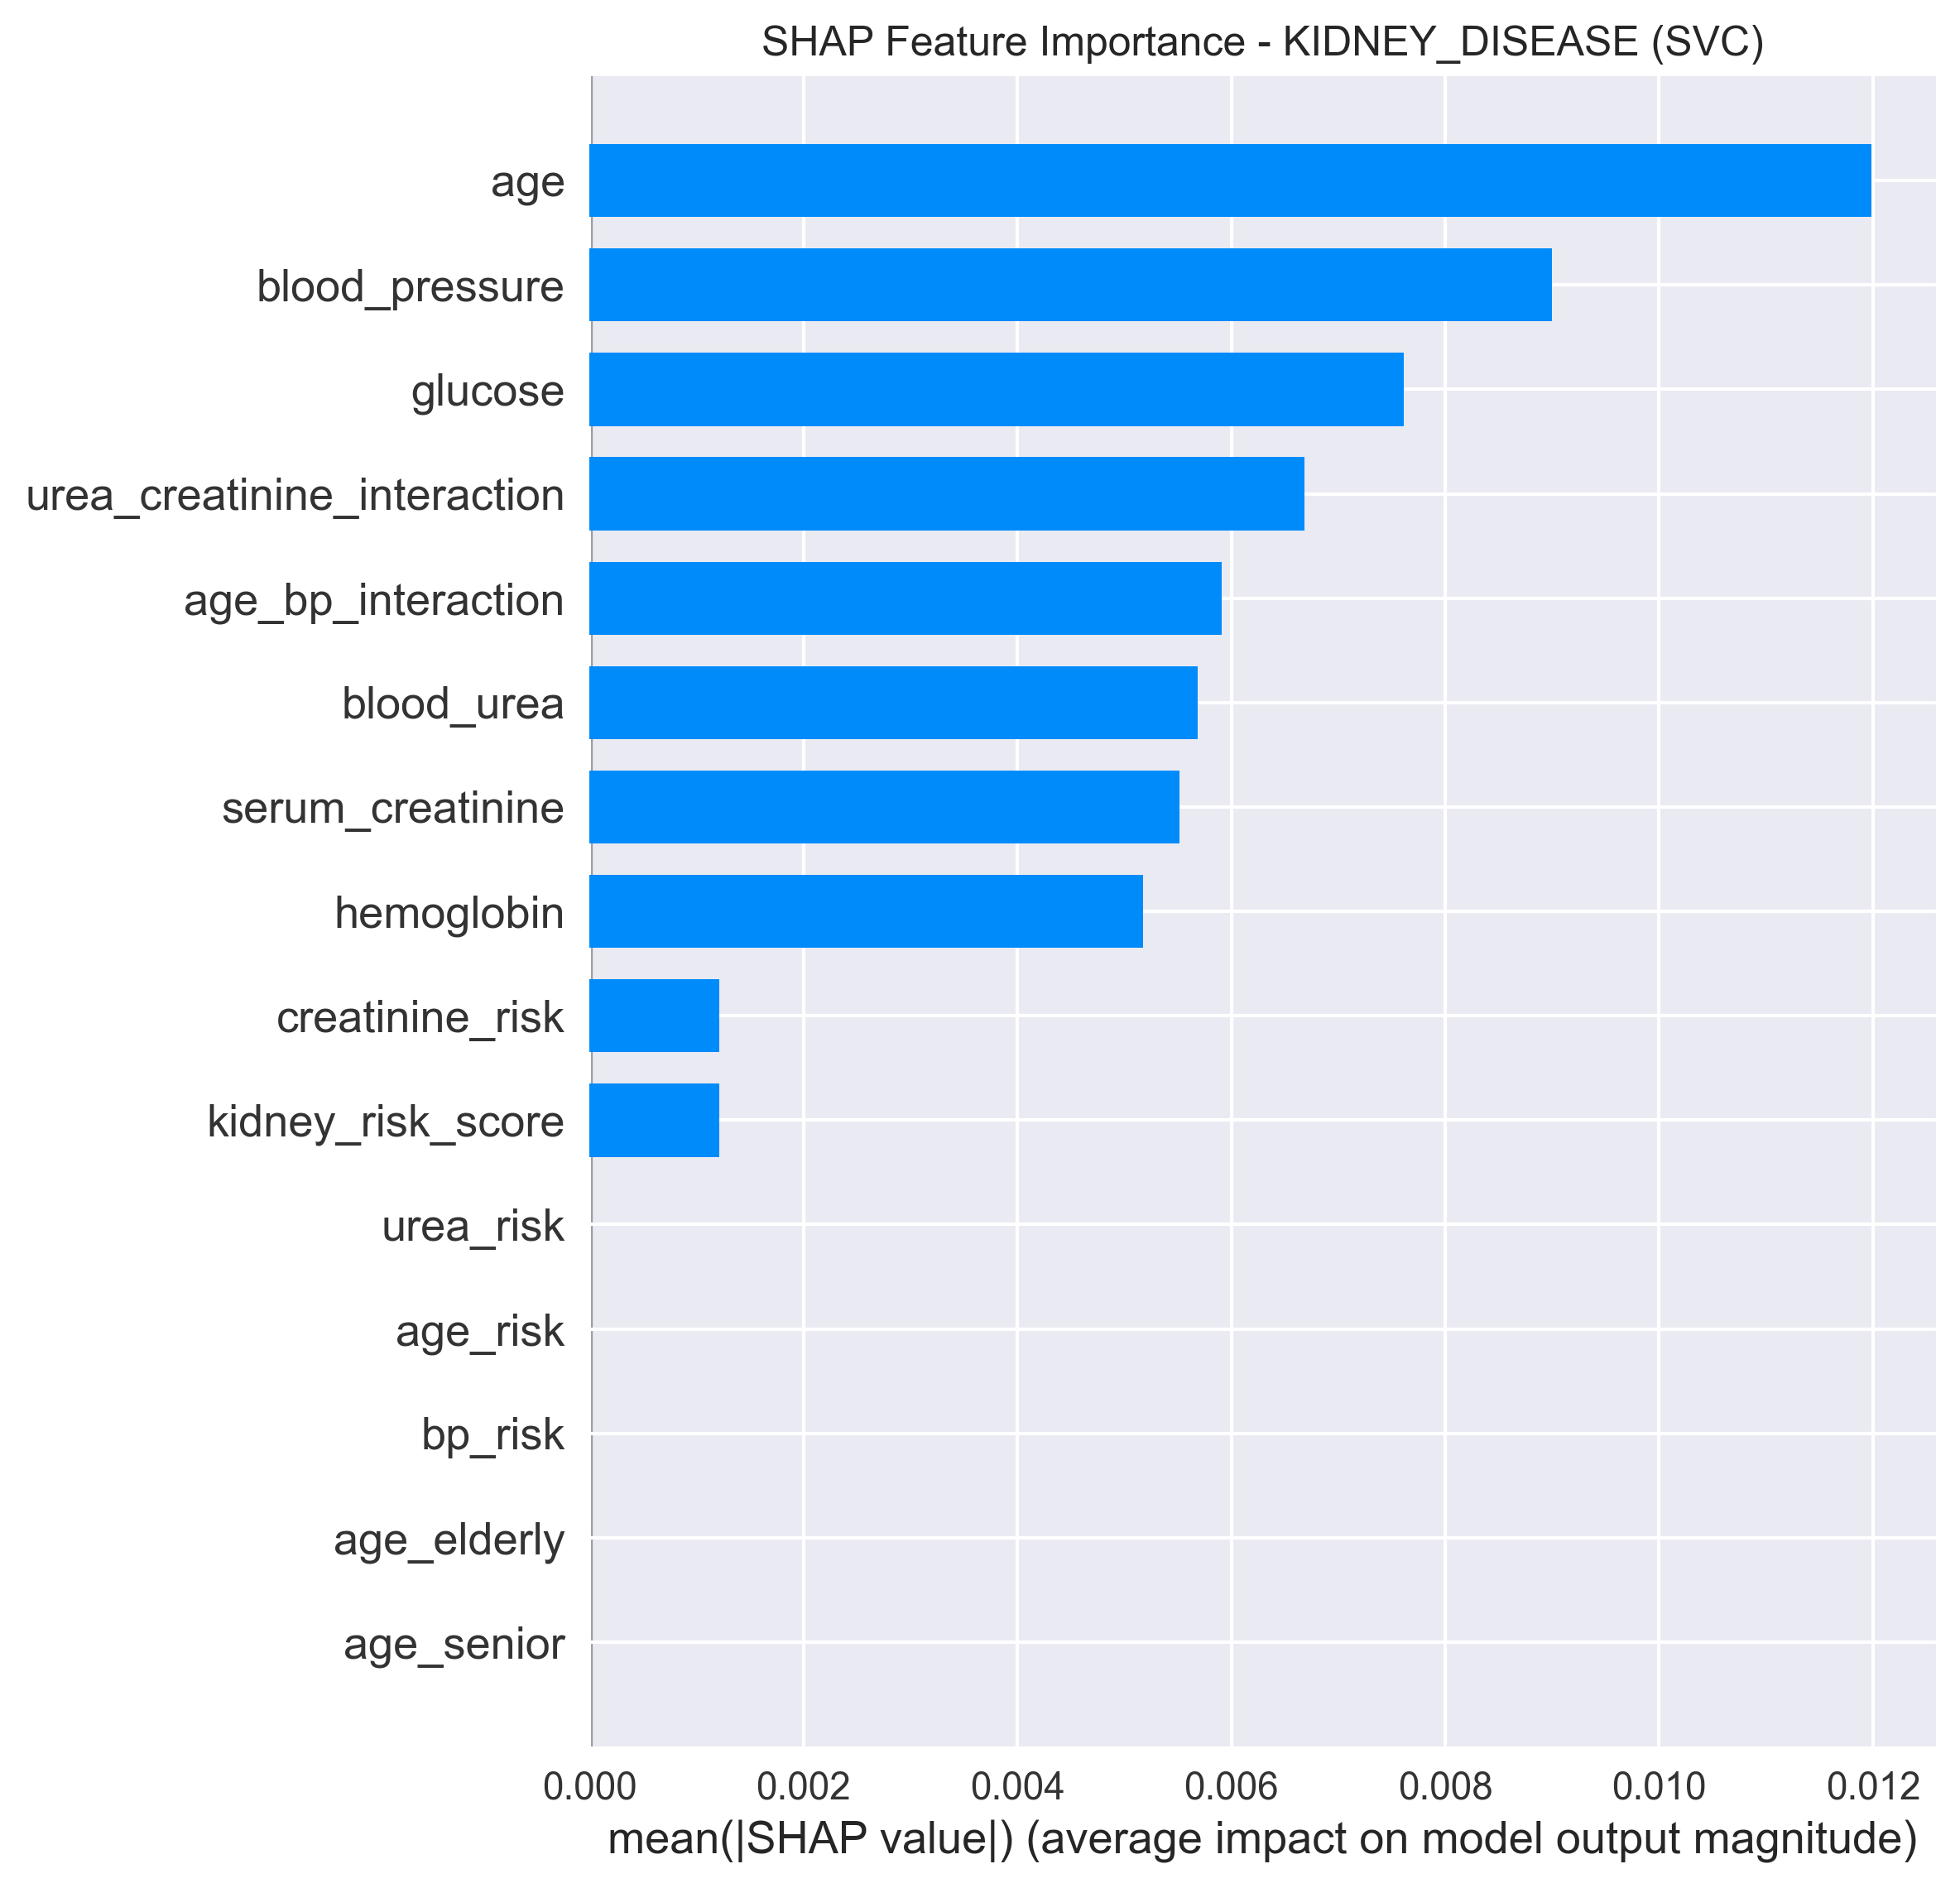 SHAP Feature Importance - KIDNEY_DISEASE (SVC)
age
blood_pressure
glucose
urea_creatinine_interaction
age_bp_interaction
blood_urea
serum_creatinine
hemoglobin
creatinine_risk
kidney_risk_score
urea_risk
age_risk
bp_risk
age_elderly
age_senior
0.000 0.002 0.004 0.006 0.008 0.010 0.012
mean(|SHAP value|) (average impact on model output magnitude)